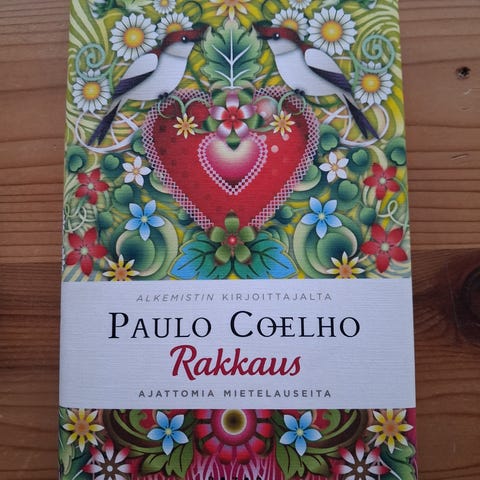 ALKEMISTIN KIRJOITTAJALTA
PAULO COELHO
Rakkaus
AJATTOMIA MIETELAUSEITA